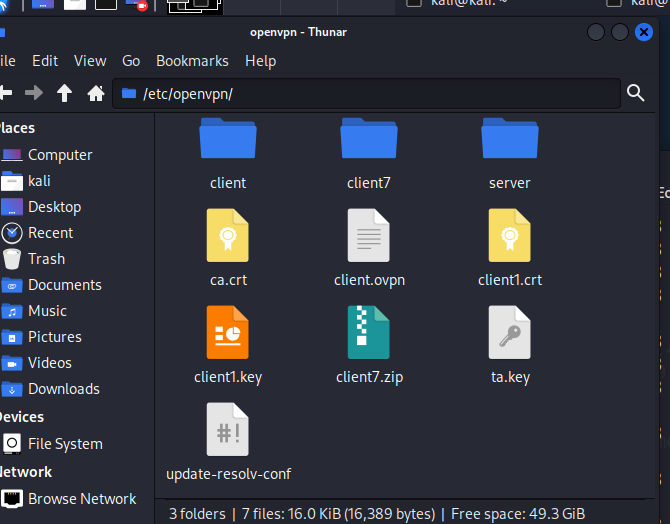 kali@kali: ~
kali@
openvpn - Thunar
ile Edit View Go Bookmarks Help
/etc/openvpn/
laces
Computer
kali
Desktop
Recent
Trash
Documents
Music
Pictures
Videos
Downloads
evices
File System
etwork
Browse Network
client client7 server
ca.crt client.ovpn client1.crt
client1.key client7.zip ta.key
#!
update-resolv-conf
3 folders | 7 files: 16.0 KiB (16,389 bytes) | Free space: 49.3 GiB